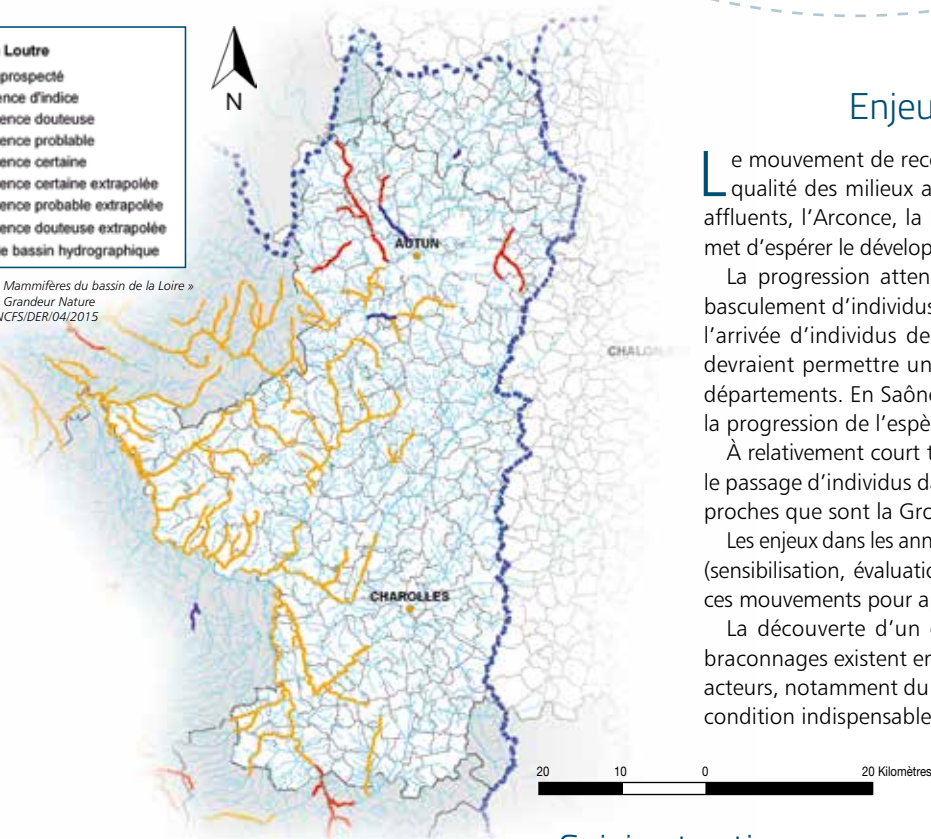 Loutre
prospecté
ence d'indice
ence douteuse
ence problable
ence certaine
ence certaine extrapolée
ence probable extrapolée
ence douteuse extrapolée
e bassin hydrographique
Mammifères du bassin de la Loire »
Grandeur Nature
NCFS/DER/04/2015
N
AUTUN
CHALON
CHAROLLES
20 10 0 20 Kilomètres
Enjeu
Le mouvement de reco
qualité des milieux a
affluents, l'Arconce, la
met d'espérer le dévelop
La progression atten
basculement d'individus
l'arrivée d'individus de
devraient permettre un
départements. En Saône
la progression de l'espè
À relativement court t
le passage d'individus da
proches que sont la Gro
Les enjeux dans les ann
(sensibilisation, évaluatio
ces mouvements pour a
La découverte d'un
braconnages existent en
acteurs, notamment du
condition indispensable